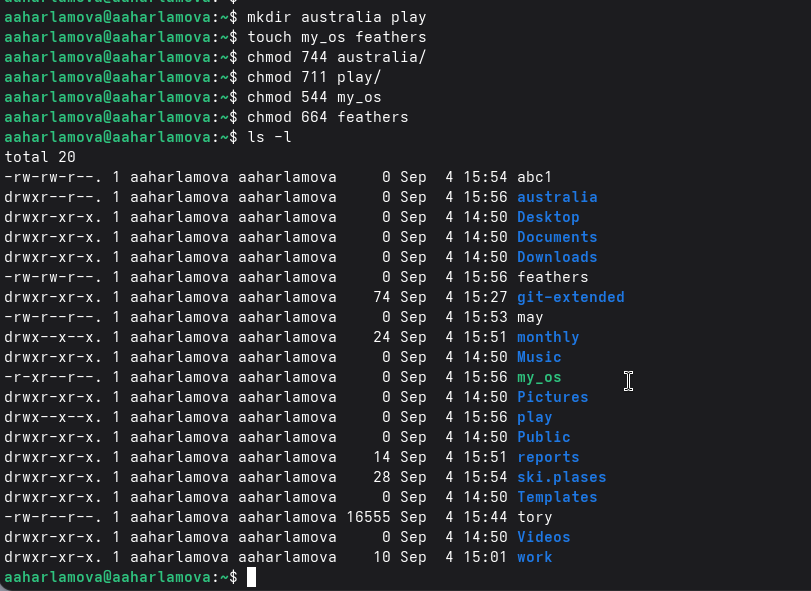 aaharlamova@aaharlamova:~$ mkdir australia play
aaharlamova@aaharlamova:~$ touch my_os feathers
aaharlamova@aaharlamova:~$ chmod 744 australia/
aaharlamova@aaharlamova:~$ chmod 711 play/
aaharlamova@aaharlamova:~$ chmod 544 my_os
aaharlamova@aaharlamova:~$ chmod 664 feathers
aaharlamova@aaharlamova:~$ ls -l
total 20
-rw-rw-r--. 1 aaharlamova aaharlamova     0 Sep  4 15:54 abc1
drwxr--r--. 1 aaharlamova aaharlamova     0 Sep  4 15:56 australia
drwxr-xr-x. 1 aaharlamova aaharlamova     0 Sep  4 14:50 Desktop
drwxr-xr-x. 1 aaharlamova aaharlamova     0 Sep  4 14:50 Documents
drwxr-xr-x. 1 aaharlamova aaharlamova     0 Sep  4 14:50 Downloads
-rw-rw-r--. 1 aaharlamova aaharlamova     0 Sep  4 15:56 feathers
drwxr-xr-x. 1 aaharlamova aaharlamova    74 Sep  4 15:27 git-extended
-rw-r--r--. 1 aaharlamova aaharlamova     0 Sep  4 15:53 may
drwx--x--x. 1 aaharlamova aaharlamova    24 Sep  4 15:51 monthly
drwxr-xr-x. 1 aaharlamova aaharlamova     0 Sep  4 14:50 Music
-r-xr--r--. 1 aaharlamova aaharlamova     0 Sep  4 15:56 my_os
drwxr-xr-x. 1 aaharlamova aaharlamova     0 Sep  4 14:50 Pictures
drwx--x--x. 1 aaharlamova aaharlamova     0 Sep  4 15:56 play
drwxr-xr-x. 1 aaharlamova aaharlamova     0 Sep  4 14:50 Public
drwxr-xr-x. 1 aaharlamova aaharlamova    14 Sep  4 15:51 reports
drwxr-xr-x. 1 aaharlamova aaharlamova    28 Sep  4 15:54 ski.plases
drwxr-xr-x. 1 aaharlamova aaharlamova     0 Sep  4 14:50 Templates
-rw-r--r--. 1 aaharlamova aaharlamova 16555 Sep  4 15:44 tory
drwxr-xr-x. 1 aaharlamova aaharlamova     0 Sep  4 14:50 Videos
drwxr-xr-x. 1 aaharlamova aaharlamova    10 Sep  4 15:01 work
aaharlamova@aaharlamova:~$